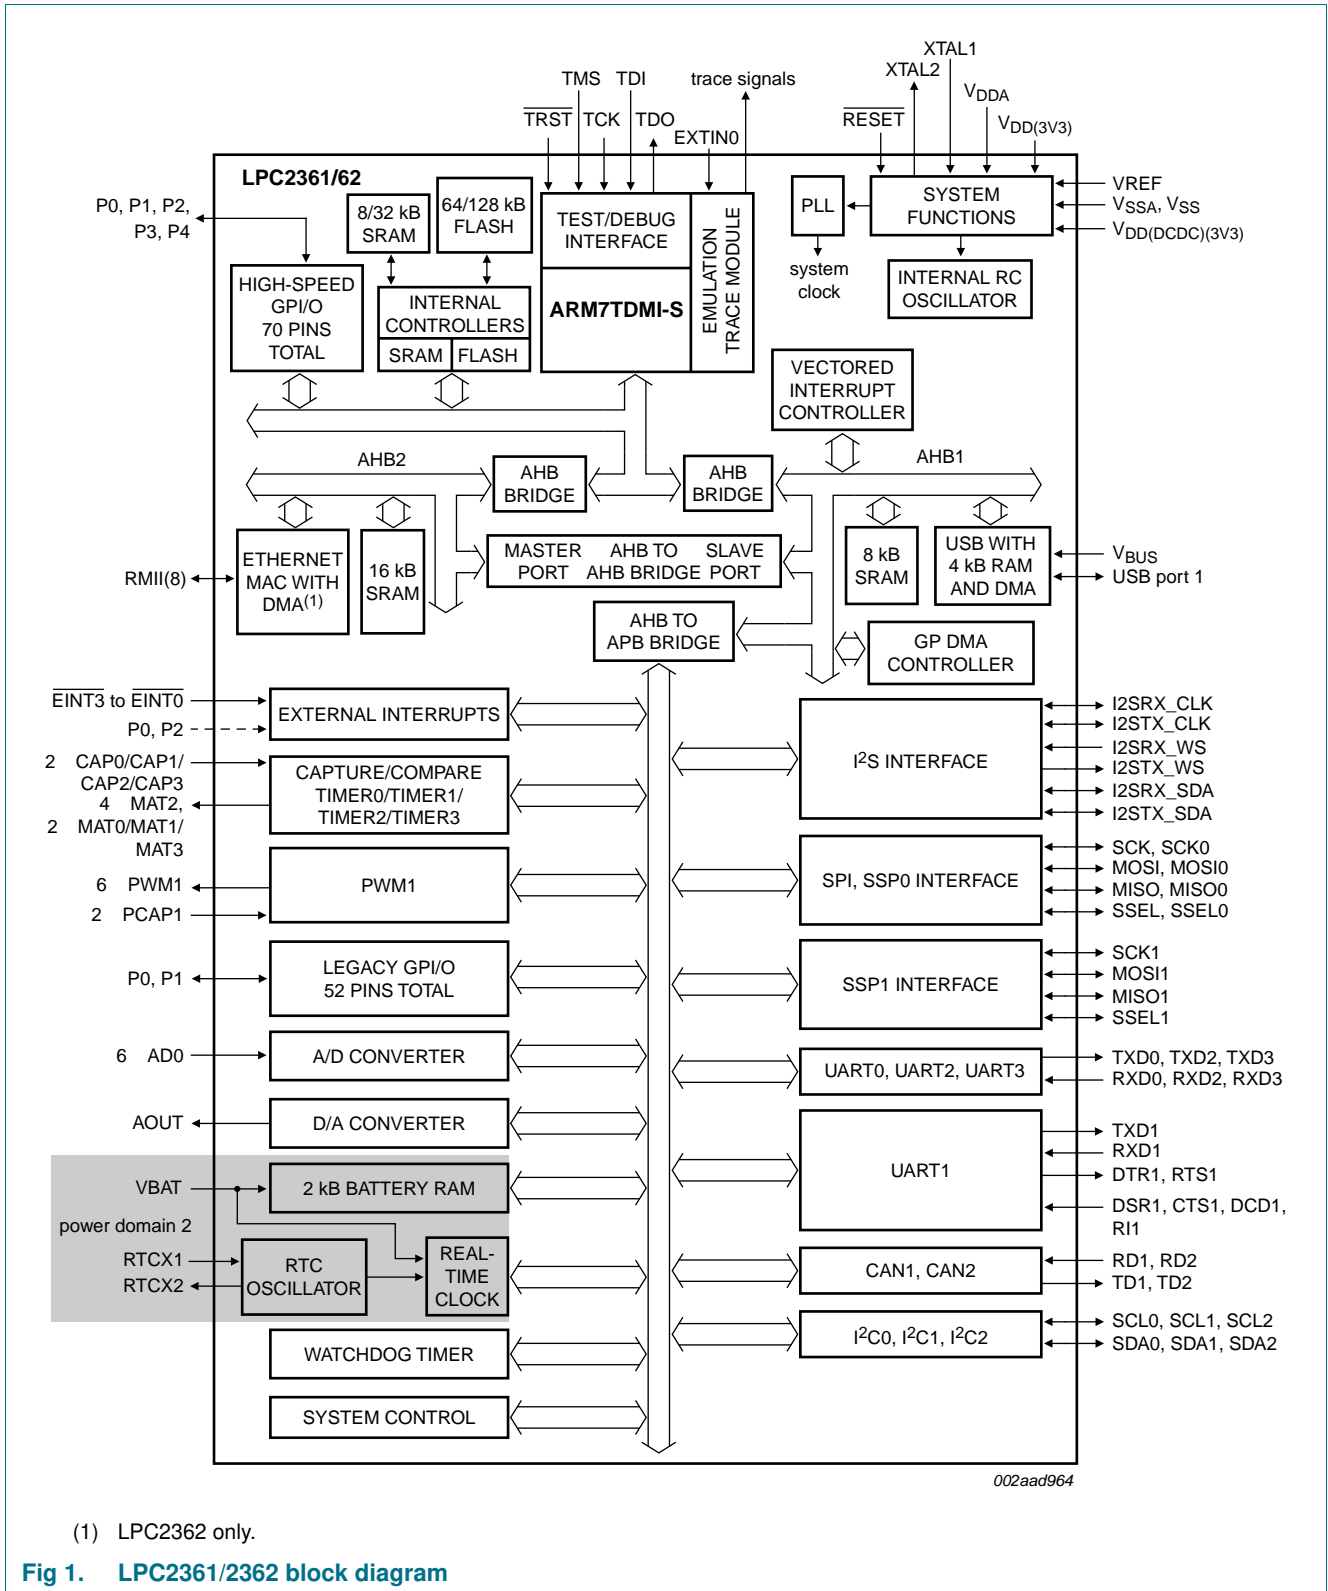 XTAL1
XTAL2
TMS TDI
trace signals
VDDA
TRST TCK TDO
RESET
VDD(3V3)
EXTIN0
LPC2361/62
P0, P1, P2,
P3, P4
8/32 kB
SRAM
64/128 kB
FLASH
TEST/DEBUG
INTERFACE
EMULATION
TRACE MODULE
PLL
SYSTEM
FUNCTIONS
VREF
VSSA, VSS
VDD(DCDC)(3V3)
system
clock
INTERNAL RC
OSCILLATOR
HIGH-SPEED
GPI/O
70 PINS
TOTAL
INTERNAL
CONTROLLERS
SRAM FLASH
ARM7TDMI-S
VECTORED
INTERRUPT
CONTROLLER
AHB2
AHB
BRIDGE
AHB
BRIDGE
AHB1
ETHERNET
MAC WITH
DMA(1)
RMII(8)
16 kB
SRAM
MASTER
PORT
AHB TO
AHB BRIDGE
SLAVE
PORT
8 kB
SRAM
USB WITH
4 kB RAM
AND DMA
VBUS
USB port 1
AHB TO
APB BRIDGE
GP DMA
CONTROLLER
EINT3 to EINT0
P0, P2
EXTERNAL INTERRUPTS
2 CAP0/CAP1/
CAP2/CAP3
4 MAT2,
2 MAT0/MAT1/
MAT3
CAPTURE/COMPARE
TIMER0/TIMER1/
TIMER2/TIMER3
6 PWM1
2 PCAP1
PWM1
P0, P1
LEGACY GPI/O
52 PINS TOTAL
6 AD0
A/D CONVERTER
AOUT
D/A CONVERTER
VBAT
2 kB BATTERY RAM
power domain 2
RTCX1
RTCX2
RTC
OSCILLATOR
REAL-
TIME
CLOCK
WATCHDOG TIMER
SYSTEM CONTROL
I2S INTERFACE
I2SRX_CLK
I2STX_CLK
I2SRX_WS
I2STX_WS
I2SRX_SDA
I2STX_SDA
SPI, SSP0 INTERFACE
SCK, SCK0
MOSI, MOSI0
MISO, MISO0
SSEL, SSEL0
SSP1 INTERFACE
SCK1
MOSI1
MISO1
SSEL1
UART0, UART2, UART3
TXD0, TXD2, TXD3
RXD0, RXD2, RXD3
UART1
TXD1
RXD1
DTR1, RTS1
DSR1, CTS1, DCD1,
RI1
CAN1, CAN2
RD1, RD2
TD1, TD2
I2C0, I2C1, I2C2
SCL0, SCL1, SCL2
SDA0, SDA1, SDA2
002aad964
(1) LPC2362 only.
Fig 1. LPC2361/2362 block diagram